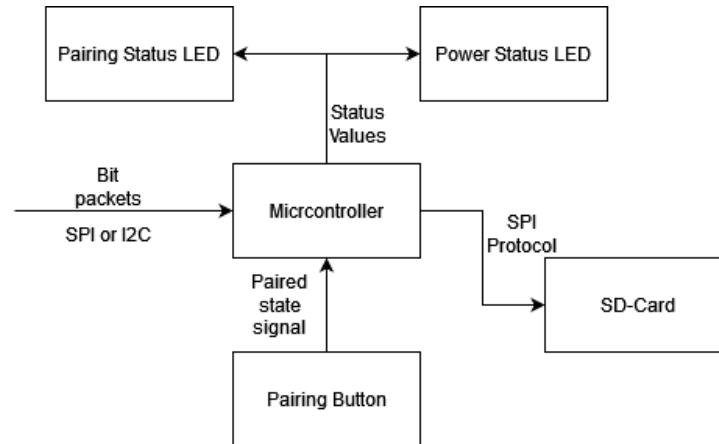 Pairing Status LED
Power Status LED
Status
Values
Bit
packets
SPI or I2C
Micrcontroller
SPI
Protocol
SD-Card
Paired
state
signal
Pairing Button